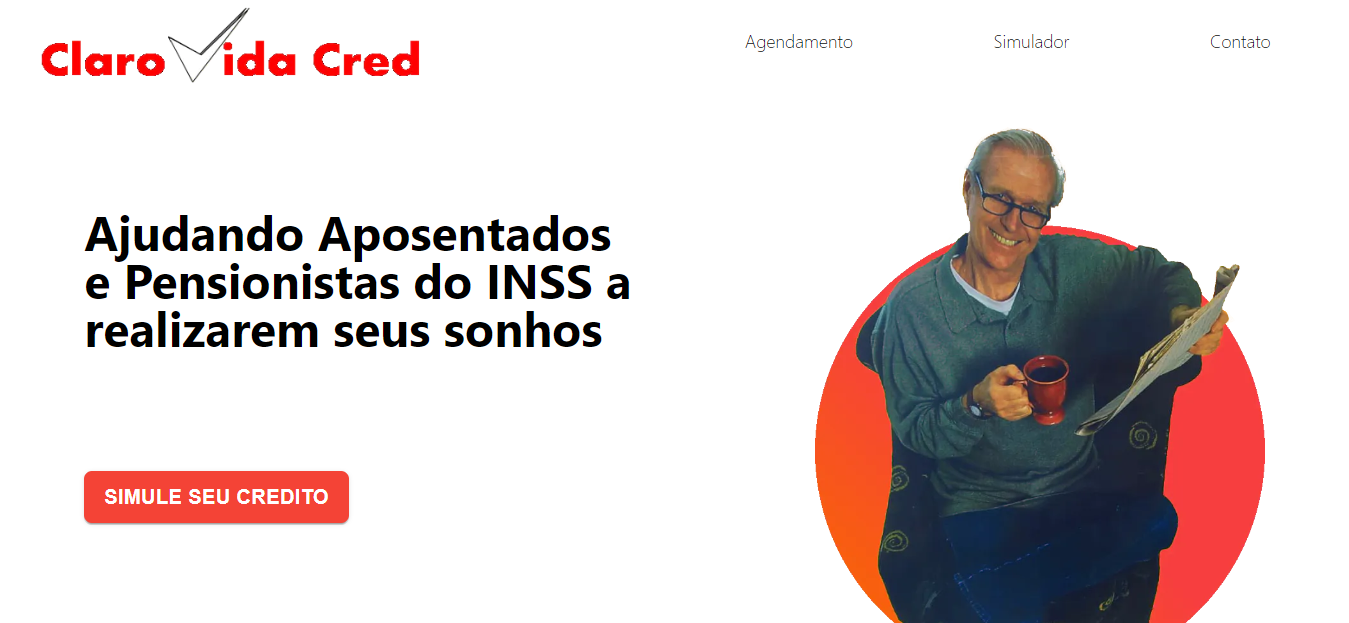 Claro Vida Cred
Agendamento
Simulador
Contato
Ajudando Aposentados
e Pensionistas do INSS a
realizarem seus sonhos
SIMULE SEU CREDITO